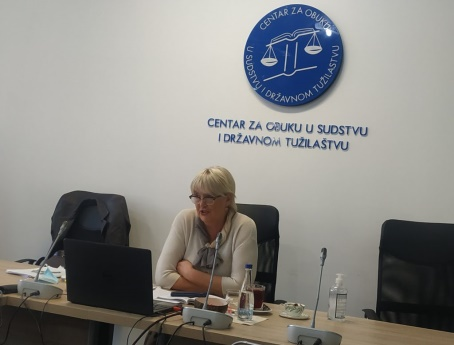 CENTAR ZA OBUKU
U SUDSTVU I DRŽAVNOM TUŽILAŠTVU
CENTAR ZA OBUKU U SUDSTVU
I DRŽAVNOM TUŽILAŠTVU